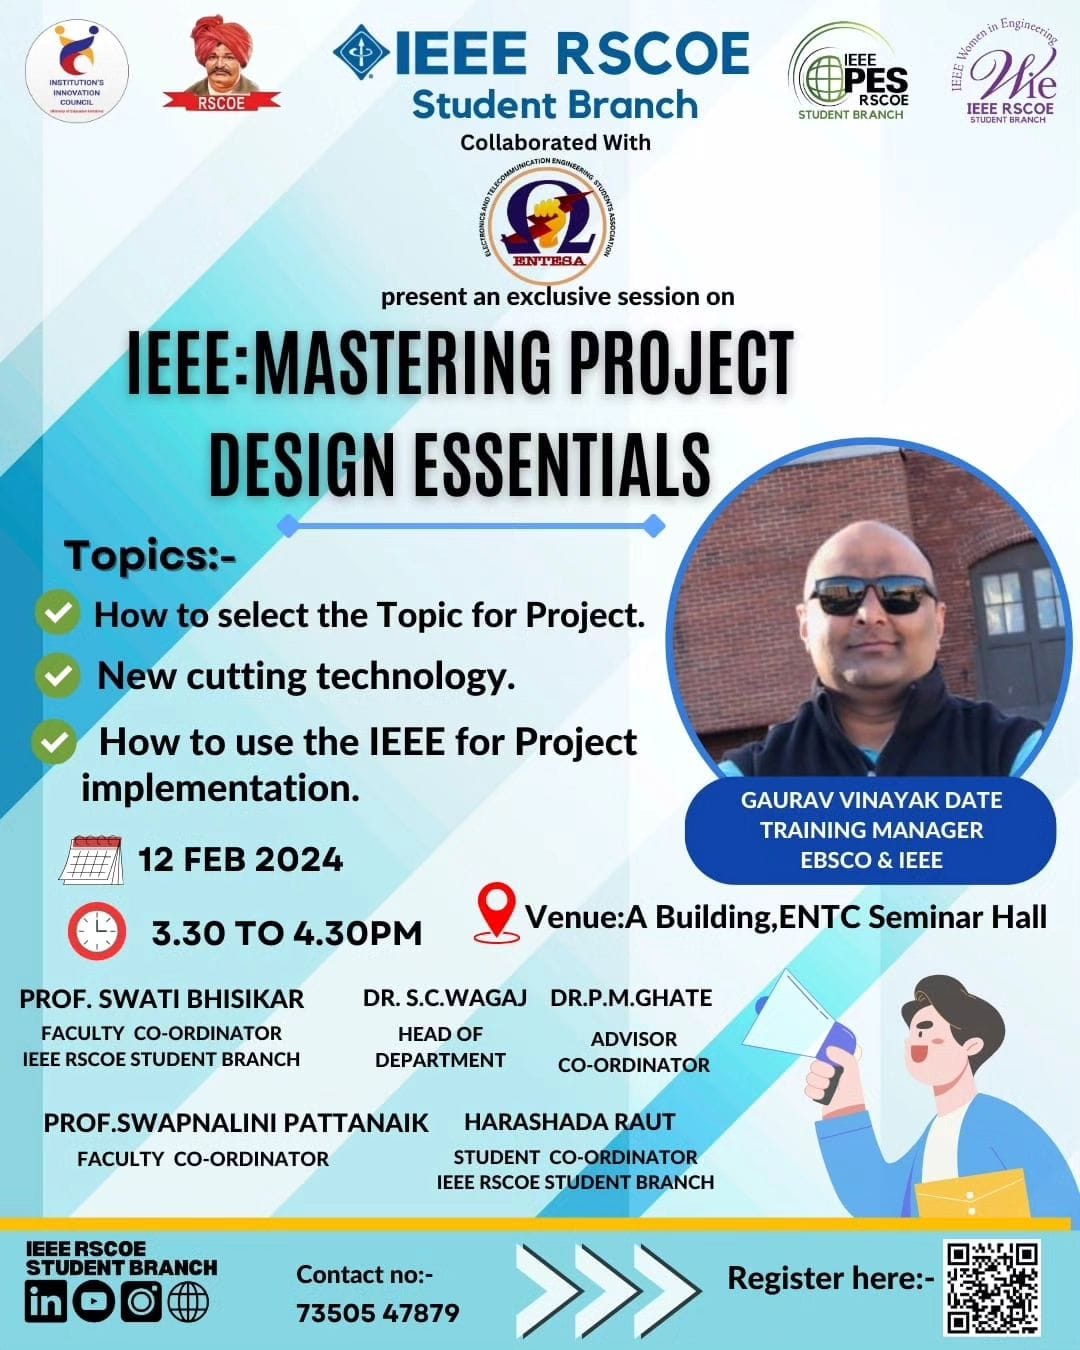 INSTITUTION'S
INNOVATION
COUNCIL
RSCOE
IEEE RSCOE
Student Branch
Collaborated With
IEEE
PES
RSCOE
STUDENT BRANCH
IEEE Women in Engineering
Wie
IEEE RSCOE
STUDENT BRANCH
ELECTRONICS AND TELECOMMUNICATION ENGINEERING STUDENTS ASSOCIATION
ENTESA
present an exclusive session on
IEEE:MASTERING PROJECT
DESIGN ESSENTIALS
Topics:-
How to select the Topic for Project.
New cutting technology.
How to use the IEEE for Project
implementation.
GAURAV VINAYAK DATE
TRAINING MANAGER
EBSCO & IEEE
12 FEB 2024
3.30 TO 4.30PM
Venue:A Building,ENTC Seminar Hall
PROF. SWATI BHISIKAR
FACULTY CO-ORDINATOR
IEEE RSCOE STUDENT BRANCH
DR. S.C.WAGAJ
HEAD OF
DEPARTMENT
DR.P.M.GHATE
ADVISOR
CO-ORDINATOR
PROF.SWAPNALINI PATTANAIK
FACULTY CO-ORDINATOR
HARASHADA RAUT
STUDENT CO-ORDINATOR
IEEE RSCOE STUDENT BRANCH
IEEE RSCOE
STUDENT BRANCH
Contact no:-
73505 47879
Register here:-